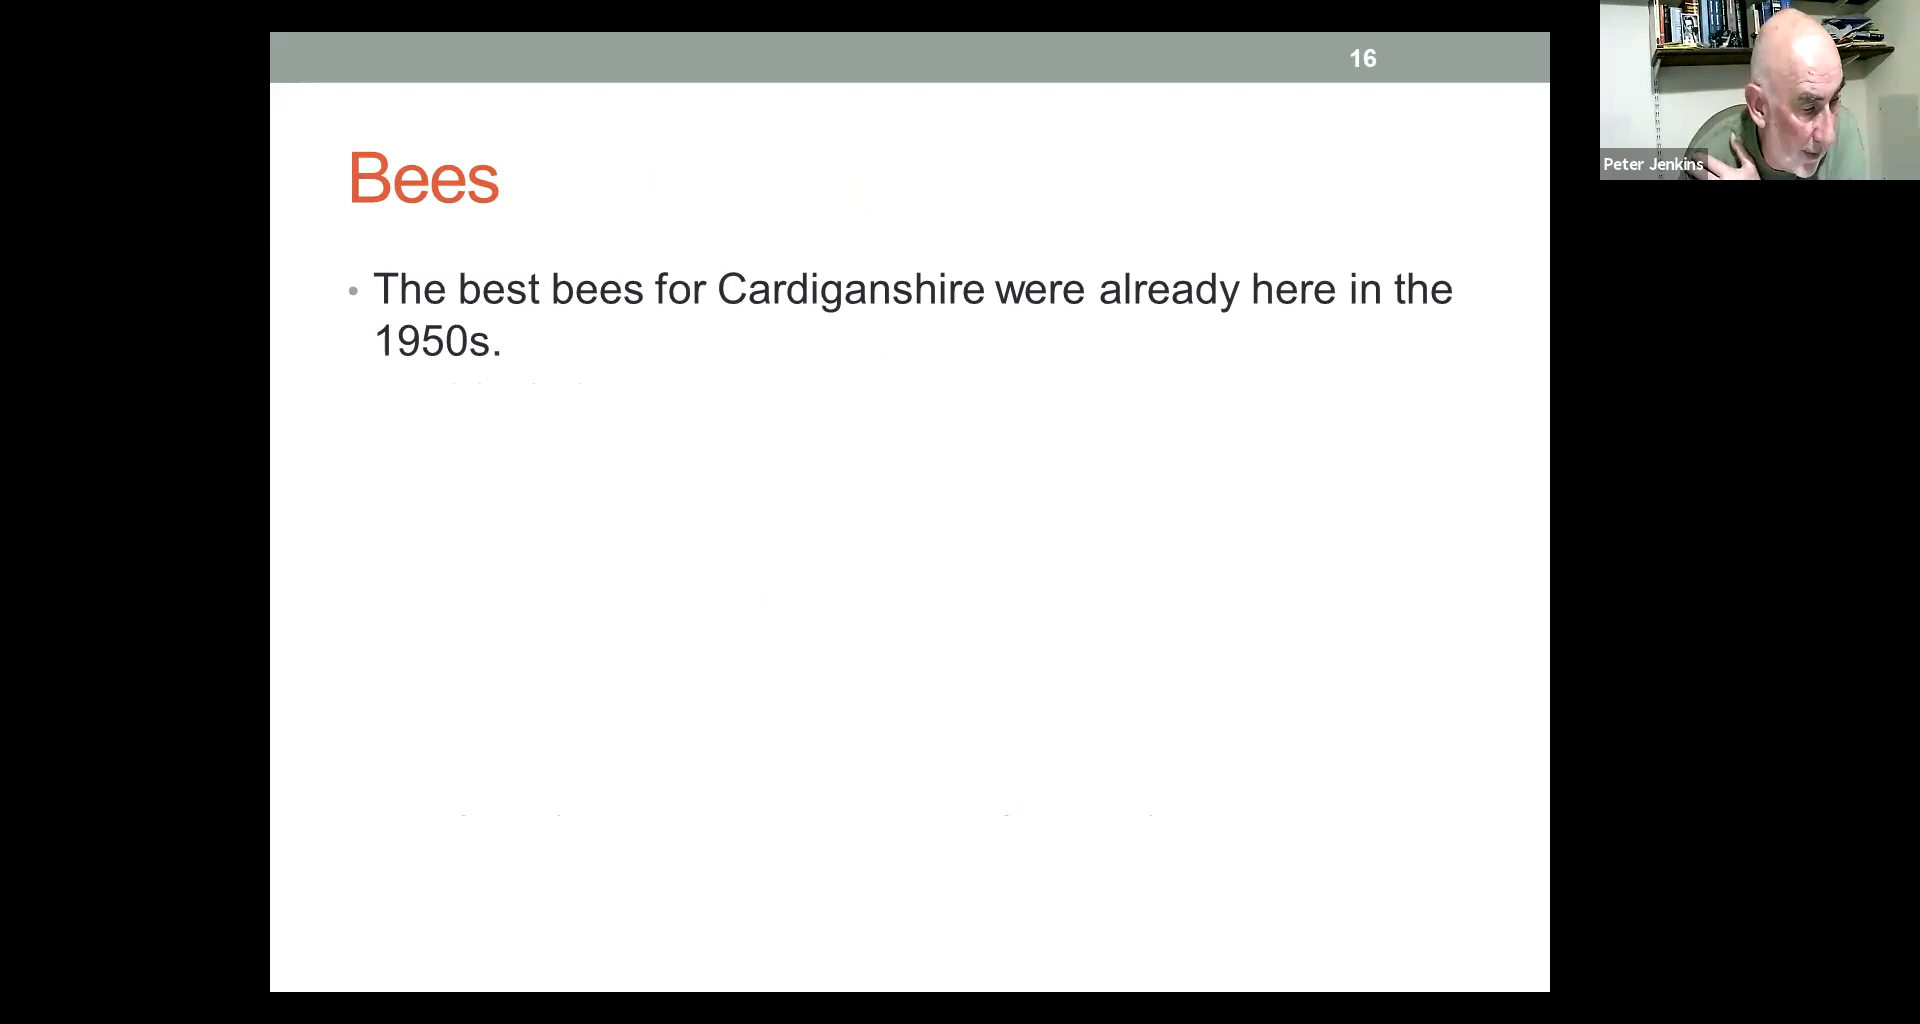 16
Bees
• The best bees for Cardiganshire were already here in the
1950s.
Peter Jenkins